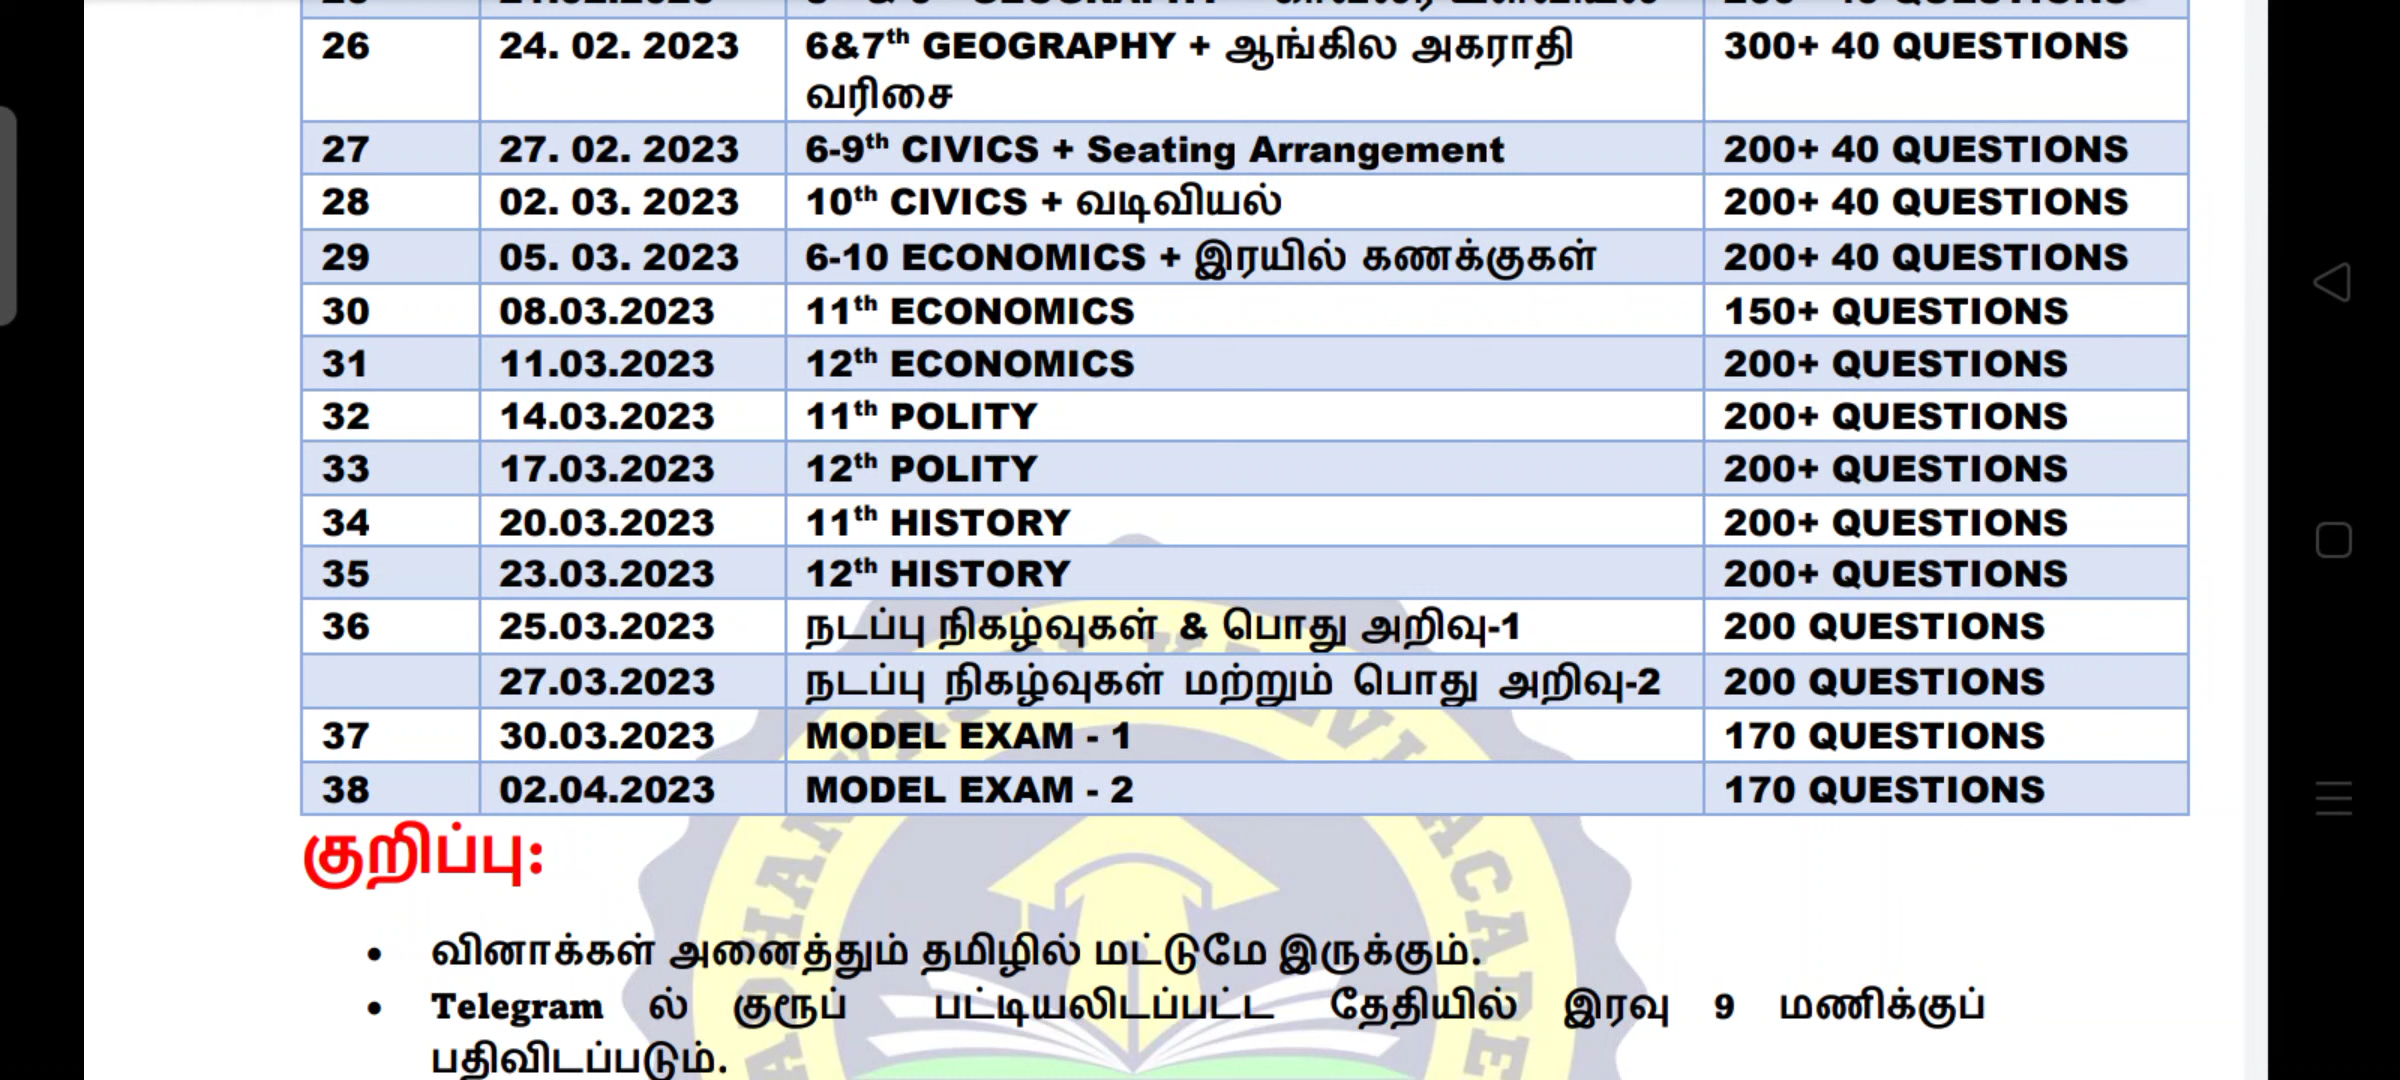 26 24. 02. 2023 6&7th GEOGRAPHY + ஆங்கில அகராதி வரிசை 300+ 40 QUESTIONS
27 27. 02. 2023 6-9th CIVICS + Seating Arrangement 200+ 40 QUESTIONS
28 02. 03. 2023 10th CIVICS + வடிவியல் 200+ 40 QUESTIONS
29 05. 03. 2023 6-10 ECONOMICS + இரயில் கணக்குகள் 200+ 40 QUESTIONS
30 08.03.2023 11th ECONOMICS 150+ QUESTIONS
31 11.03.2023 12th ECONOMICS 200+ QUESTIONS
32 14.03.2023 11th POLITY 200+ QUESTIONS
33 17.03.2023 12th POLITY 200+ QUESTIONS
34 20.03.2023 11th HISTORY 200+ QUESTIONS
35 23.03.2023 12th HISTORY 200+ QUESTIONS
36 25.03.2023 நடப்பு நிகழ்வுகள் & பொது அறிவு-1 200 QUESTIONS
27.03.2023 நடப்பு நிகழ்வுகள் மற்றும் பொது அறிவு-2 200 QUESTIONS
37 30.03.2023 MODEL EXAM - 1 170 QUESTIONS
38 02.04.2023 MODEL EXAM - 2 170 QUESTIONS
குறிப்பு:
• வினாக்கள் அனைத்தும் தமிழில் மட்டுமே இருக்கும்.
• Telegram ல் குரூப் பட்டியலிடப்பட்ட தேதியில் இரவு 9 மணிக்குப்
பதிவிடப்படும்.